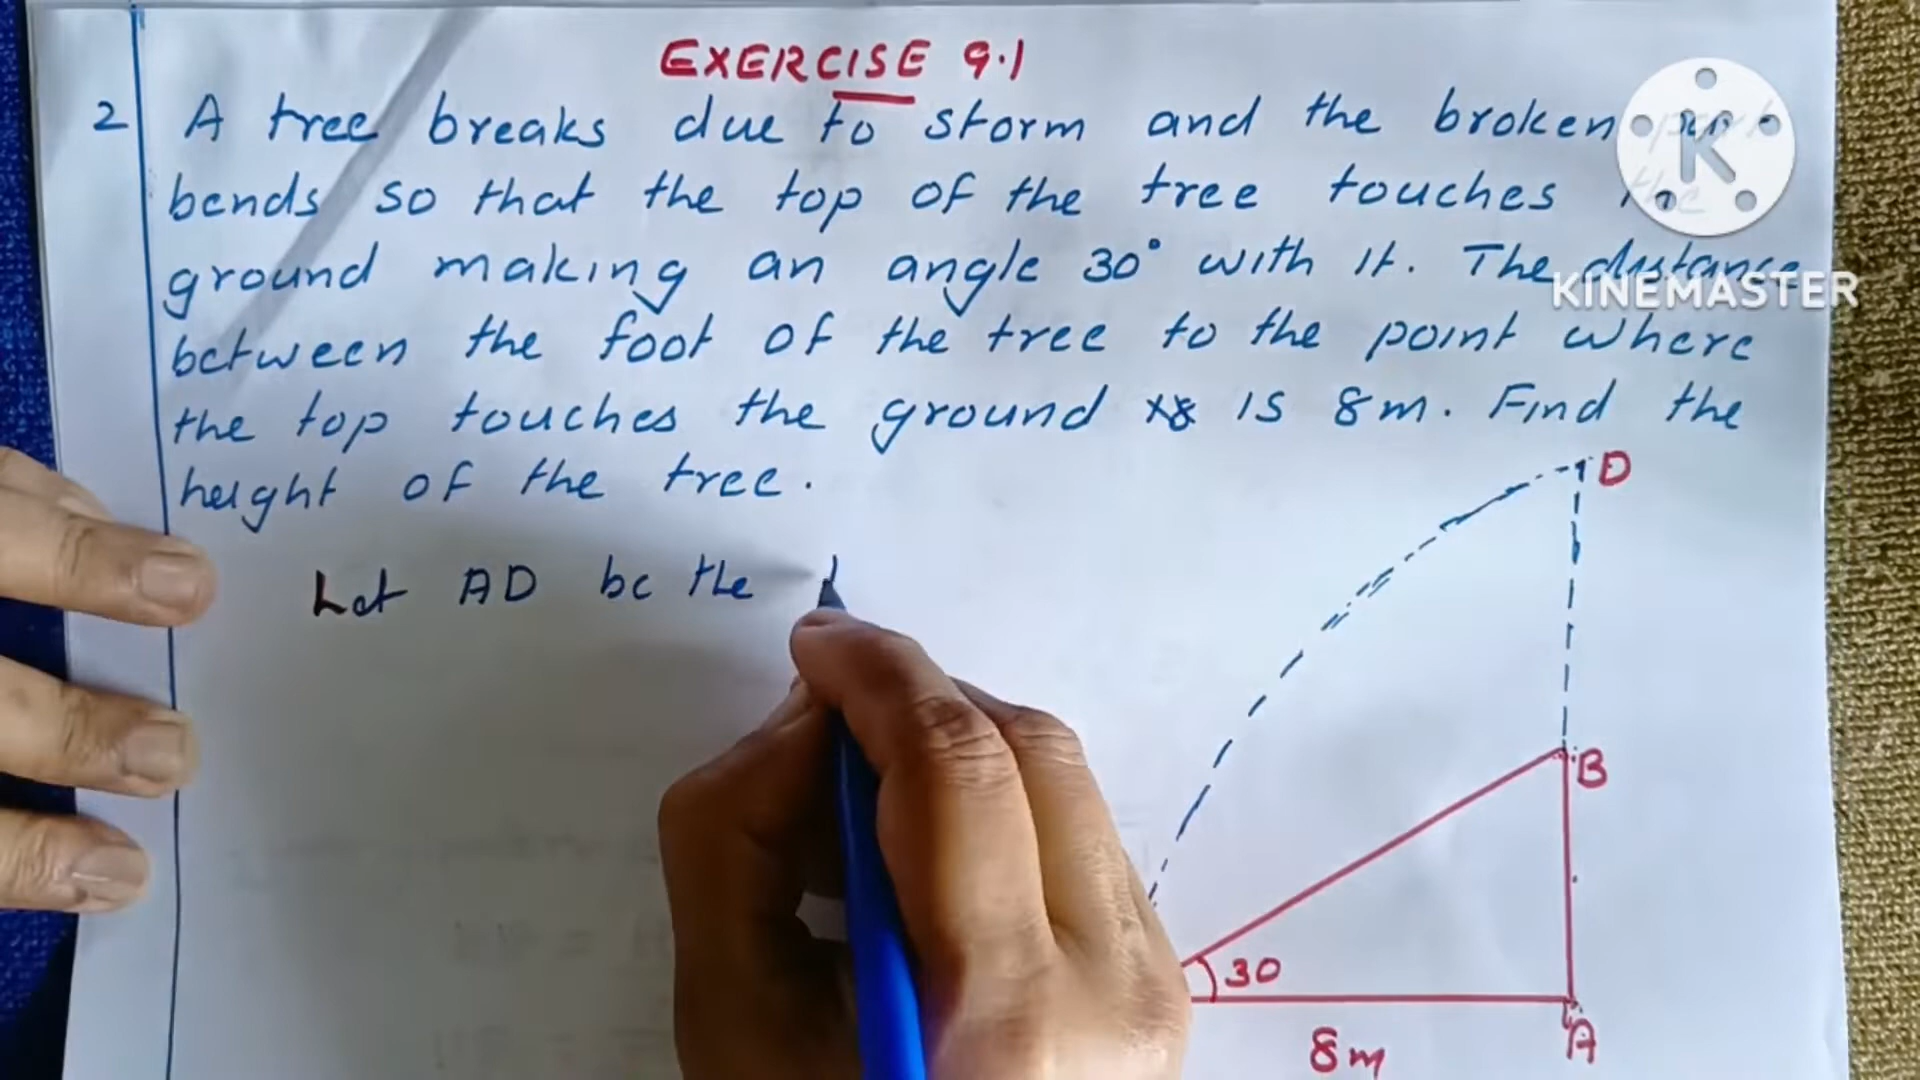 EXERCISE 9.1
2 A tree breaks due to storm and the broken part
bends so that the top of the tree touches the
ground making an angle 30° with it. The distance
KINEMASTER
between the foot of the tree to the point where
the top touches the ground is 8m. Find the
height of the tree.
D
Let AD be the
B
30
A
8m